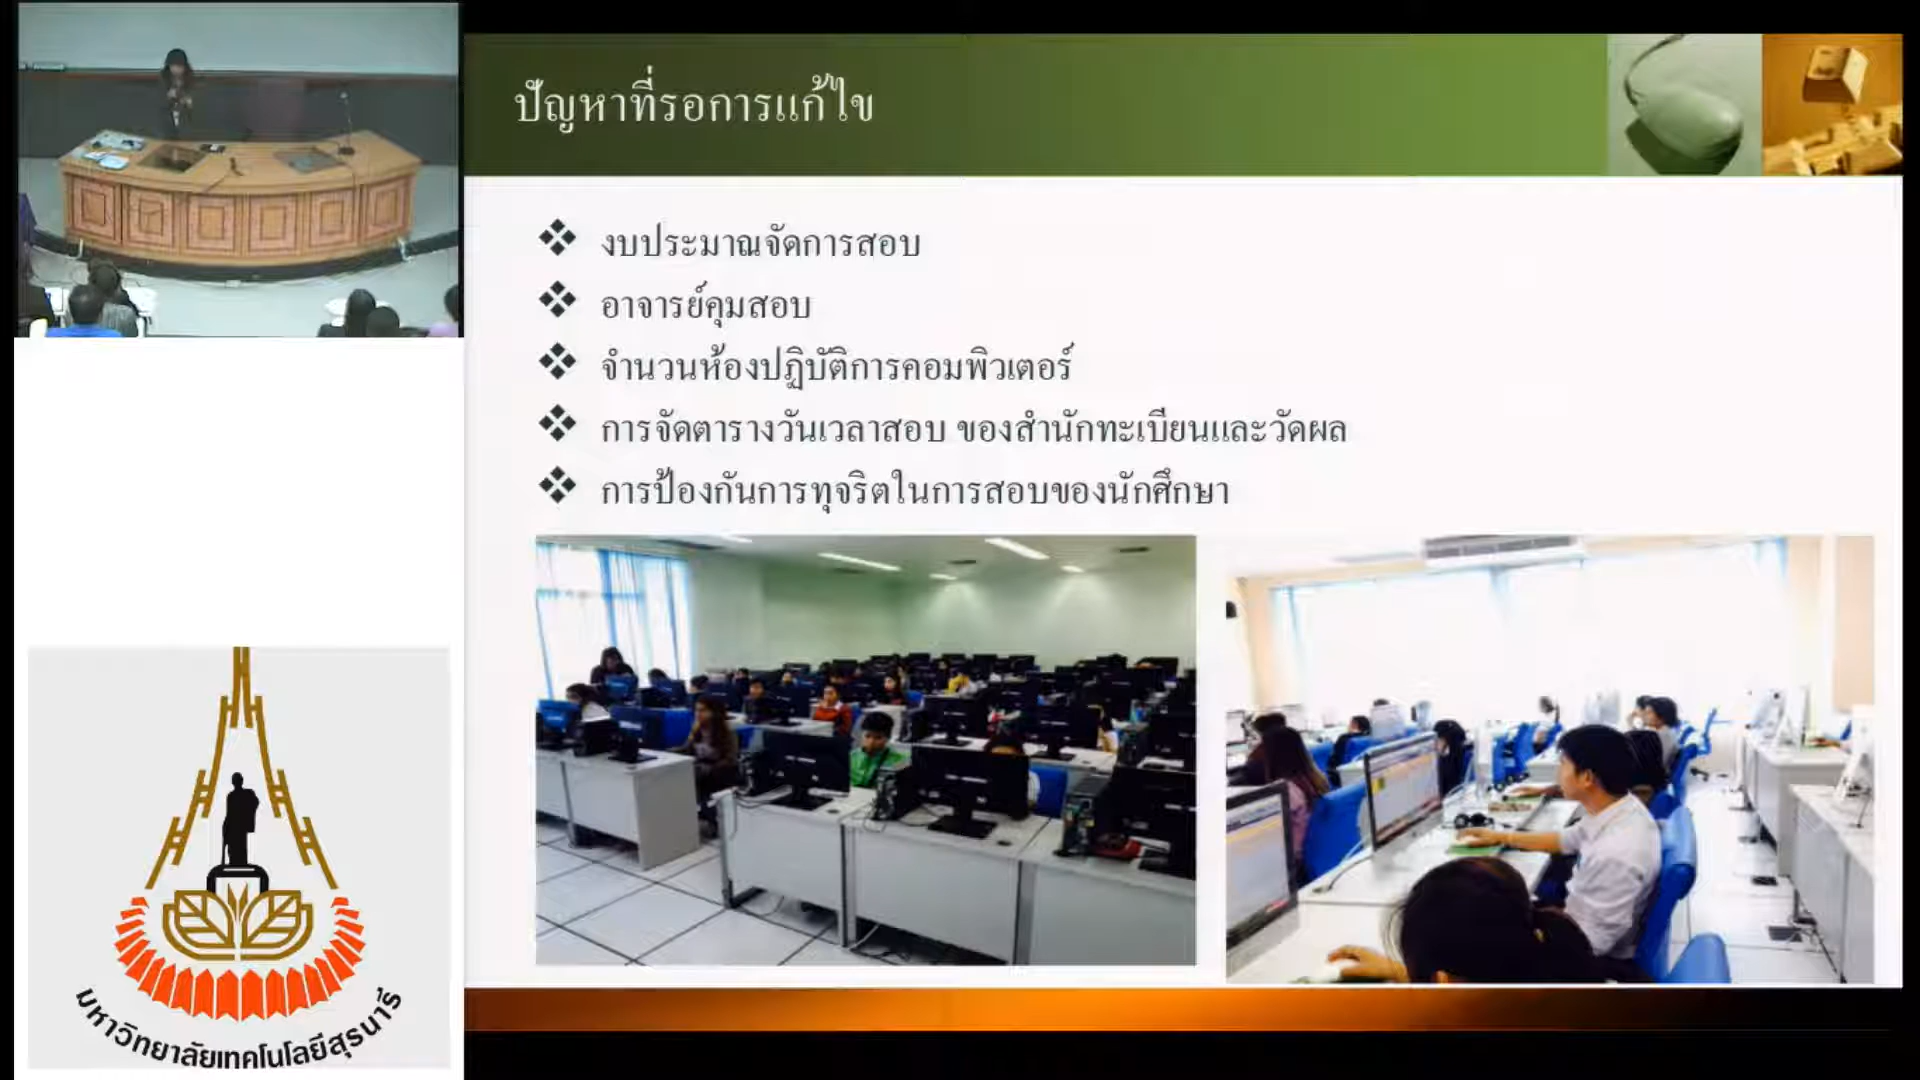 ปัญหาที่รอการแก้ไข
งบประมาณจัดการสอบ
อาจารย์คุมสอบ
จำนวนห้องปฏิบัติการคอมพิวเตอร์
การจัดตารางวันเวลาสอบ ของสำนักทะเบียนและวัดผล
การป้องกันการทุจริตในการสอบของนักศึกษา
มหาวิทยาลัยเทคโนโลยีสุรนารี